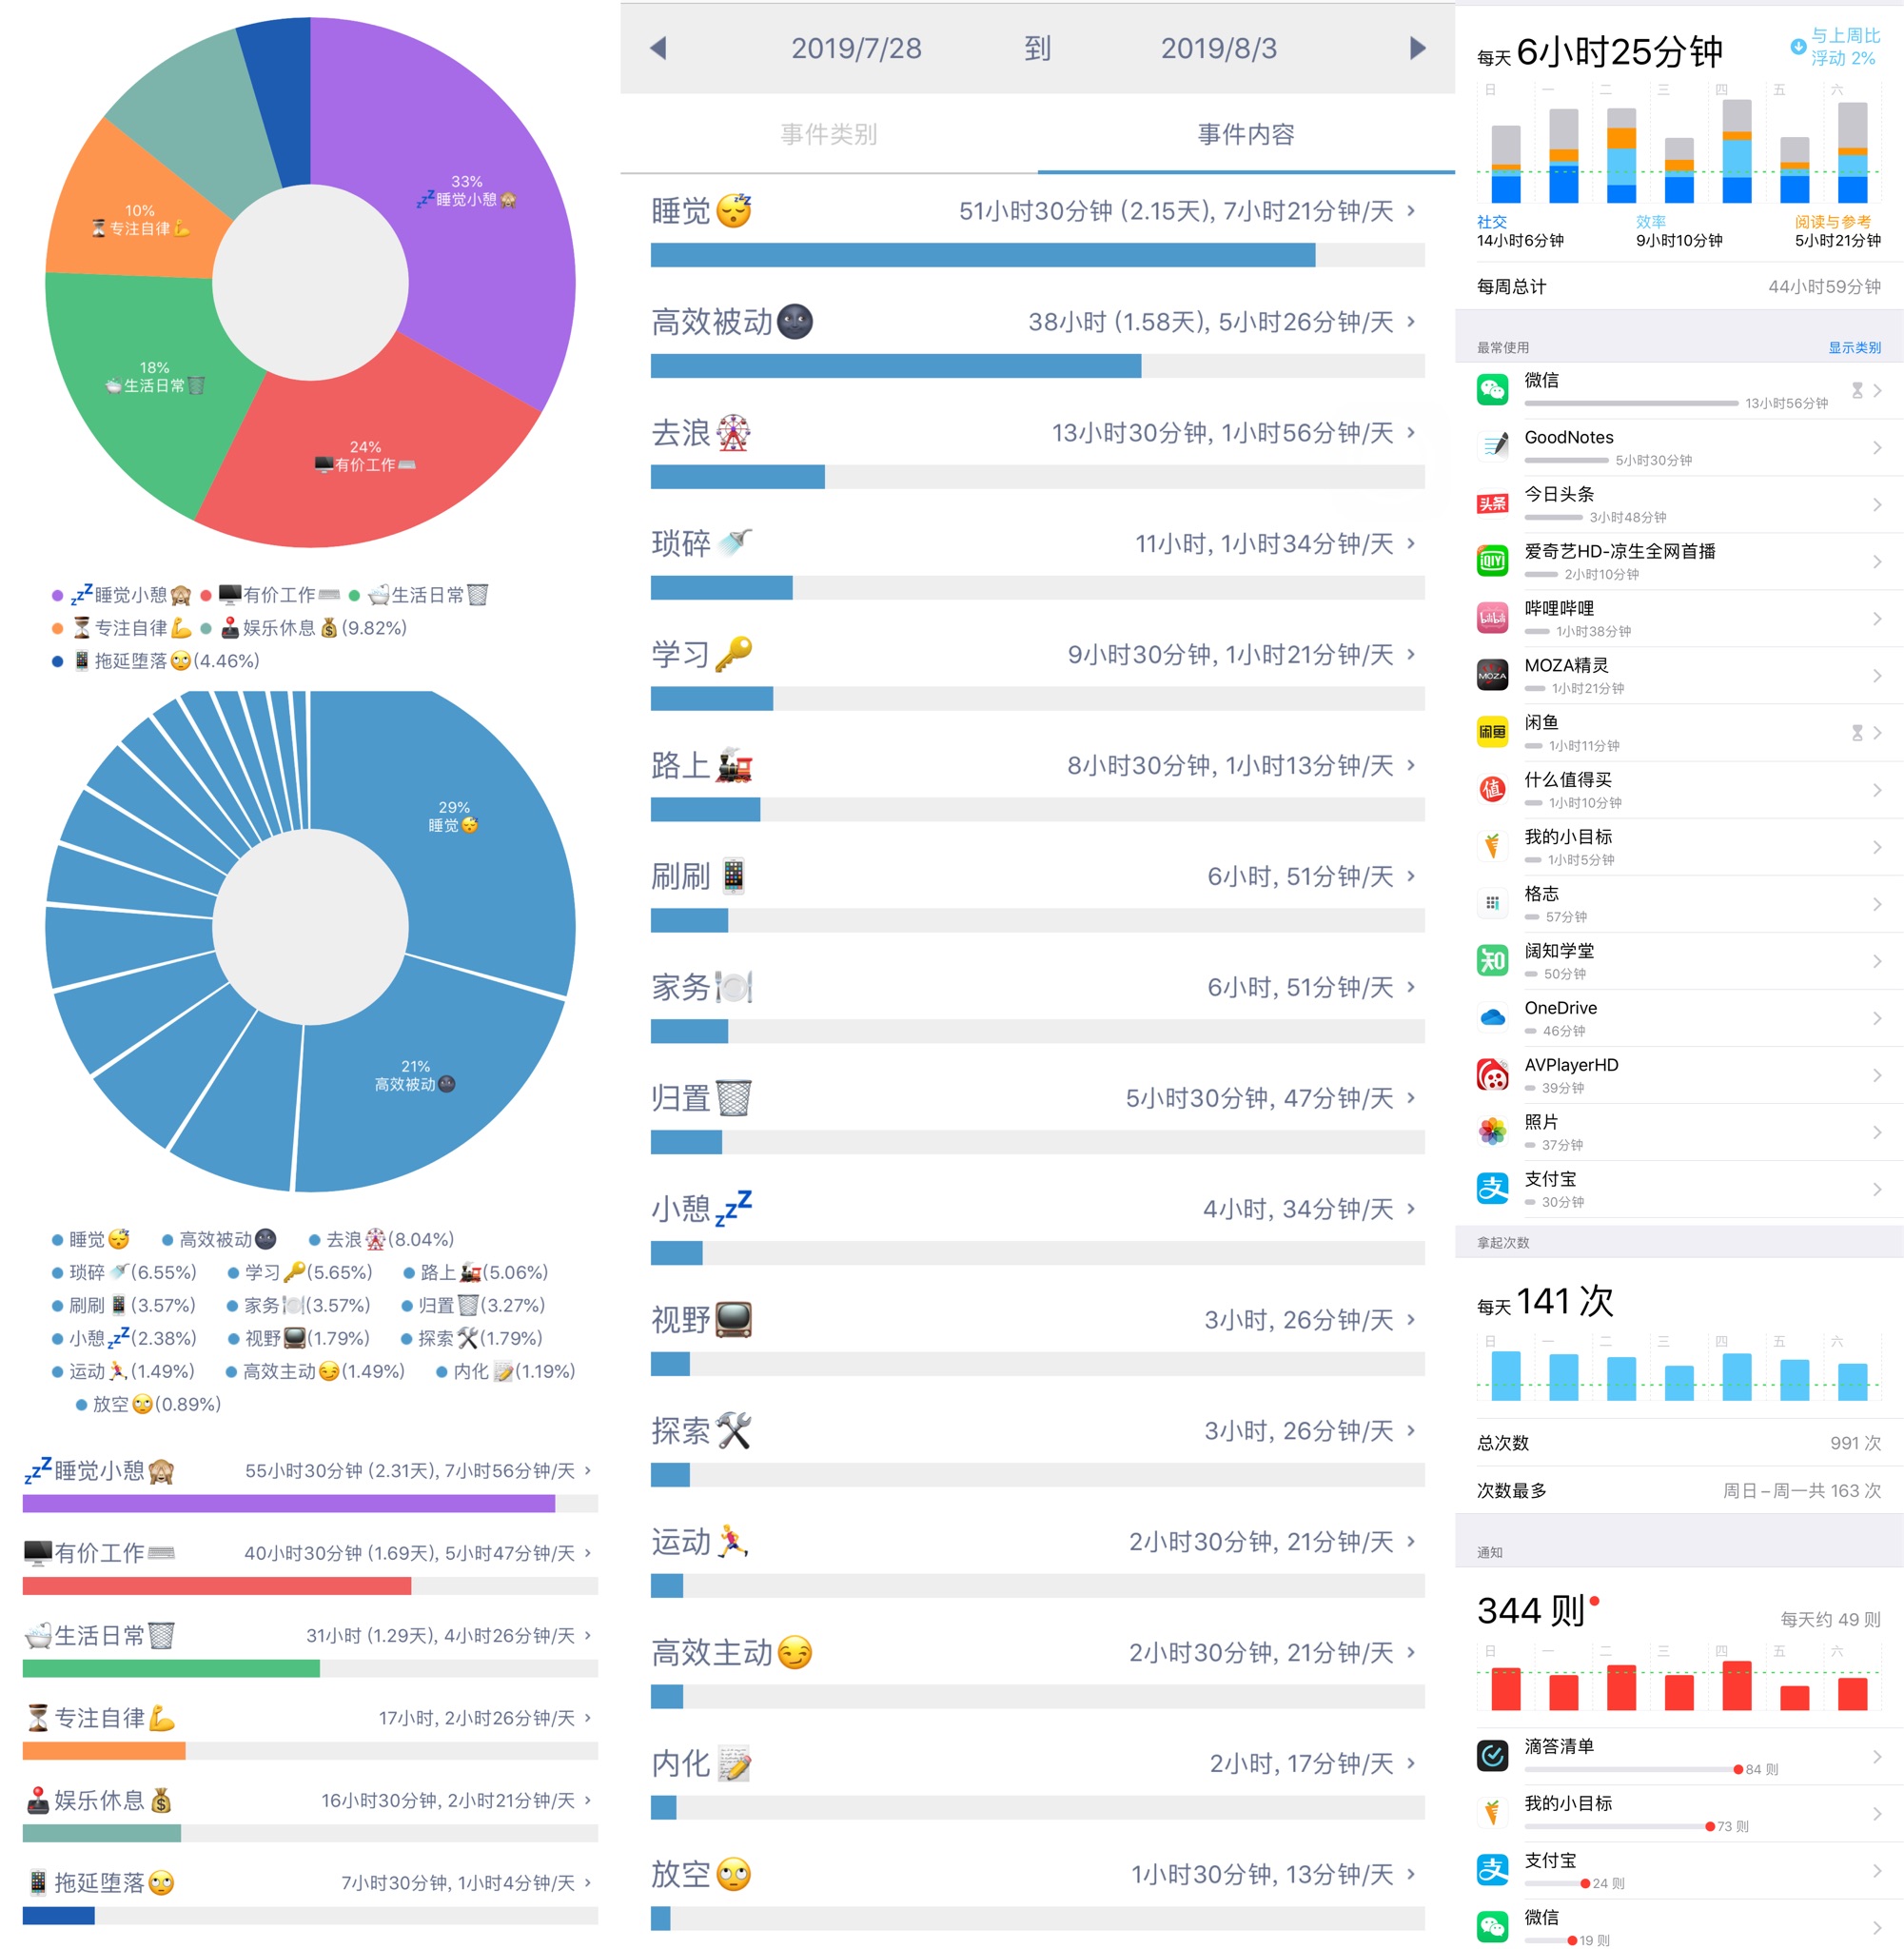 33%
睡觉小憩
10%
专注自律
18%
生活日常
24%
有价工作
睡觉小憩 有价工作 生活日常
专注自律 娱乐休息(9.82%)
拖延堕落(4.46%)
29%
睡觉
21%
高效被动
睡觉 高效被动 去浪(8.04%)
琐碎(6.55%) 学习(5.65%) 路上(5.06%)
刷刷(3.57%) 家务(3.57%) 归置(3.27%)
小憩(2.38%) 视野(1.79%) 探索(1.79%)
运动(1.49%) 高效主动(1.49%) 内化(1.19%)
放空(0.89%)
睡觉小憩 55小时30分钟 (2.31天), 7小时56分钟/天
有价工作 40小时30分钟 (1.69天), 5小时47分钟/天
生活日常 31小时 (1.29天), 4小时26分钟/天
专注自律 17小时, 2小时26分钟/天
娱乐休息 16小时30分钟, 2小时21分钟/天
拖延堕落 7小时30分钟, 1小时4分钟/天
2019/7/28 到 2019/8/3
事件类别 事件内容
睡觉 51小时30分钟 (2.15天), 7小时21分钟/天
高效被动 38小时 (1.58天), 5小时26分钟/天
去浪 13小时30分钟, 1小时56分钟/天
琐碎 11小时, 1小时34分钟/天
学习 9小时30分钟, 1小时21分钟/天
路上 8小时30分钟, 1小时13分钟/天
刷刷 6小时, 51分钟/天
家务 6小时, 51分钟/天
归置 5小时30分钟, 47分钟/天
小憩 4小时, 34分钟/天
视野 3小时, 26分钟/天
探索 3小时, 26分钟/天
运动 2小时30分钟, 21分钟/天
高效主动 2小时30分钟, 21分钟/天
内化 2小时, 17分钟/天
放空 1小时30分钟, 13分钟/天
每天 6小时25分钟
与上周比
浮动 2%
日 一 二 三 四 五 六
社交 效率 阅读与参考
14小时6分钟 9小时10分钟 5小时21分钟
每周总计 44小时59分钟
最常使用 显示类别
微信
13小时56分钟
GoodNotes
5小时30分钟
头条
今日头条
3小时48分钟
iQIYI
爱奇艺HD-凉生全网首播
2小时10分钟
bilibili
哔哩哔哩
1小时38分钟
MOZA
MOZA精灵
1小时21分钟
闲鱼
闲鱼
1小时11分钟
值
什么值得买
1小时10分钟
我的小目标
1小时5分钟
格志
57分钟
知
阔知学堂
50分钟
OneDrive
46分钟
AVPlayerHD
39分钟
照片
37分钟
支
支付宝
30分钟
拿起次数
每天 141 次
日 一 二 三 四 五 六
总次数 991 次
次数最多 周日–周一共 163 次
通知
344 则 每天约 49 则
日 一 二 三 四 五 六
滴答清单
84 则
我的小目标
73 则
支
支付宝
24 则
微信
19 则